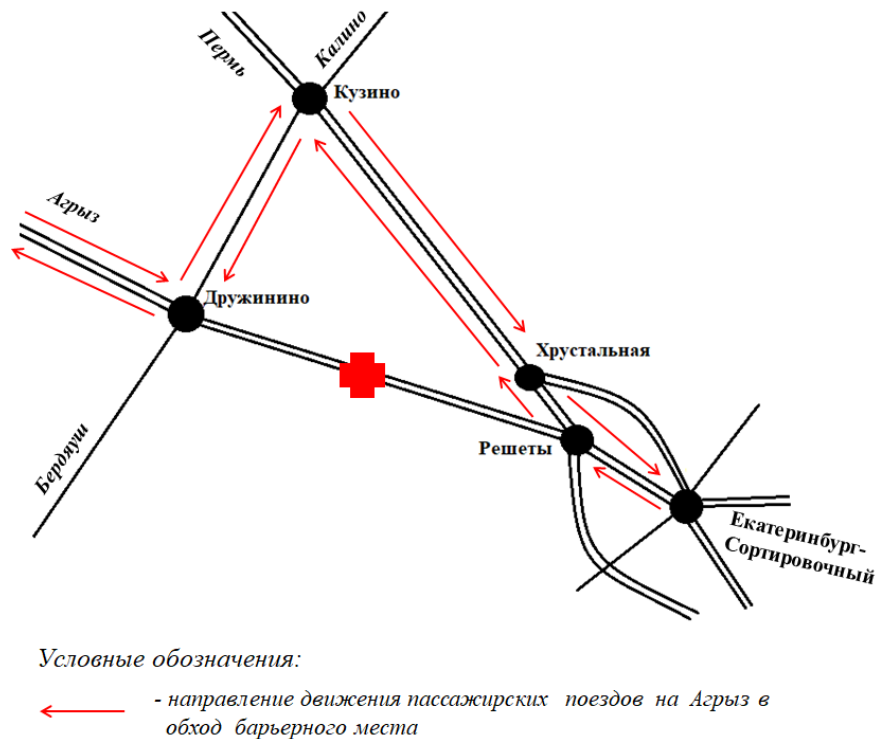 Пермь
Калино
Кузино
Агрыз
Дружинино
Хрустальная
Решеты
Бердяуш
Екатеринбург-
Сортировочный
Условные обозначения:
- направление движения пассажирских поездов на Агрыз в
обход барьерного места